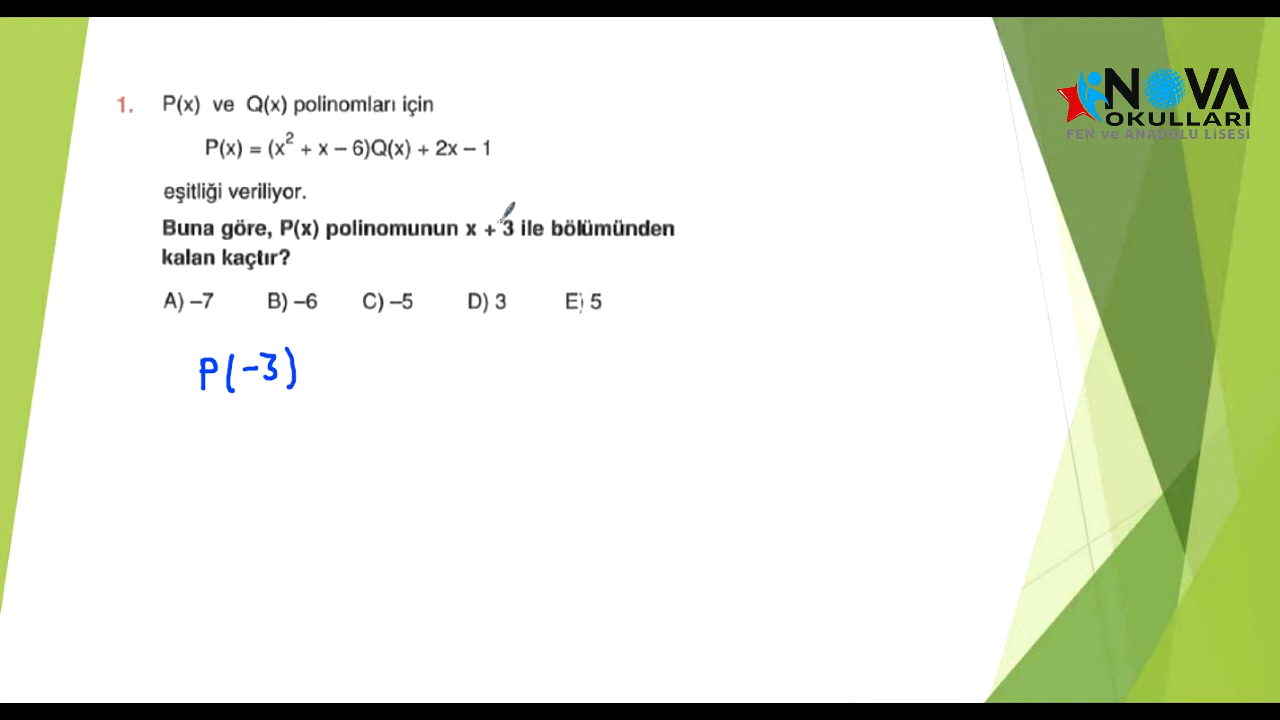 NOVA
OKULLARI
FEN ve ANADOLU LİSESİ
1. P(x) ve Q(x) polinomları için
P(x) = (x² + x – 6)Q(x) + 2x – 1
eşitliği veriliyor.
Buna göre, P(x) polinomunun x + 3 ile bölümünden
kalan kaçtır?
A) –7 B) –6 C) –5 D) 3 E) 5
P(-3)